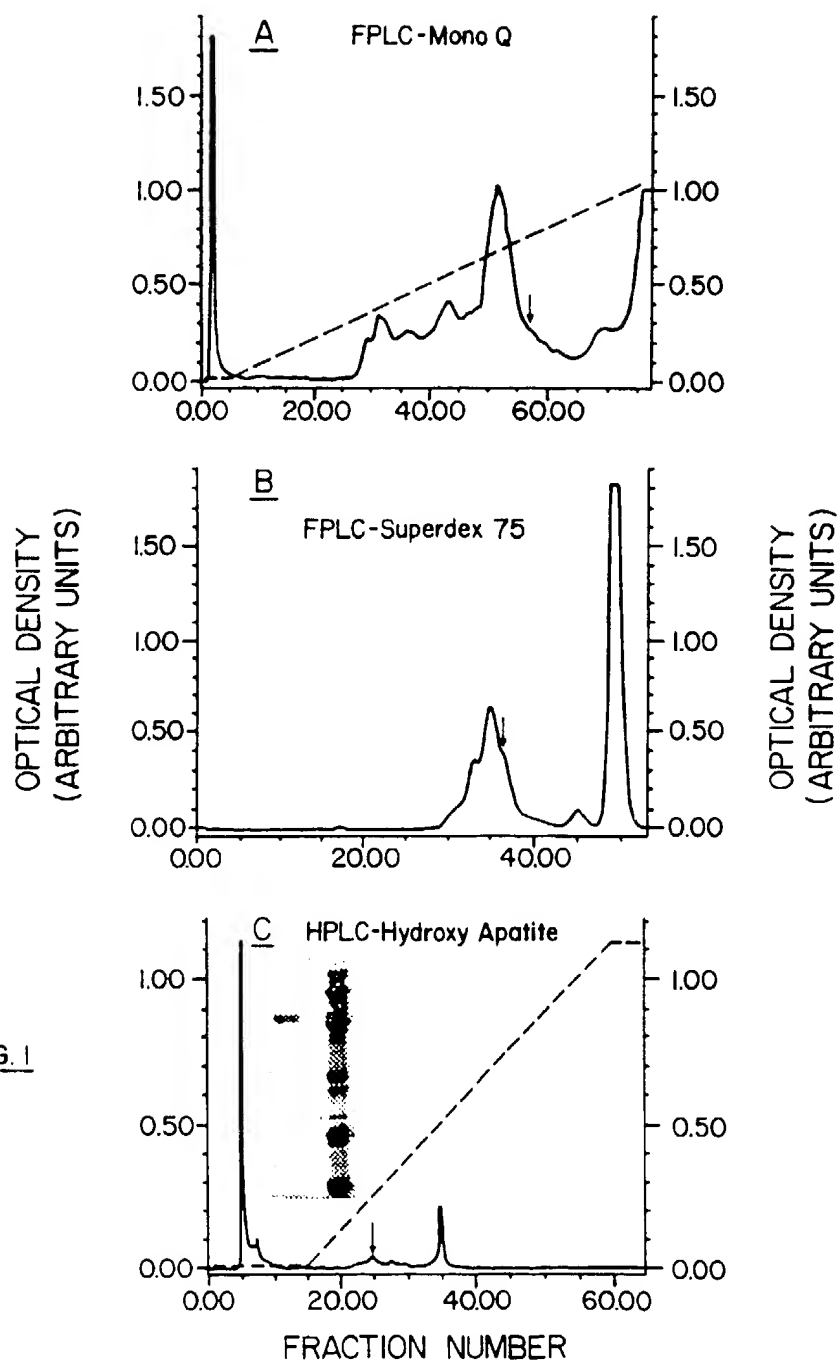 A FPLC-Mono Q
1.50 1.50
1.00 1.00
0.50 0.50
0.00 0.00
0.00 20.00 40.00 60.00
B
FPLC-Superdex 75
1.50 1.50
1.00 1.00
0.50 0.50
0.00 0.00
0.00 20.00 40.00
OPTICAL DENSITY
(ARBITRARY UNITS)
OPTICAL DENSITY
(ARBITRARY UNITS)
C HPLC-Hydroxy Apatite
1.00 1.00
0.50 0.50
0.00 0.00
0.00 20.00 40.00 60.00
G. 1
FRACTION NUMBER